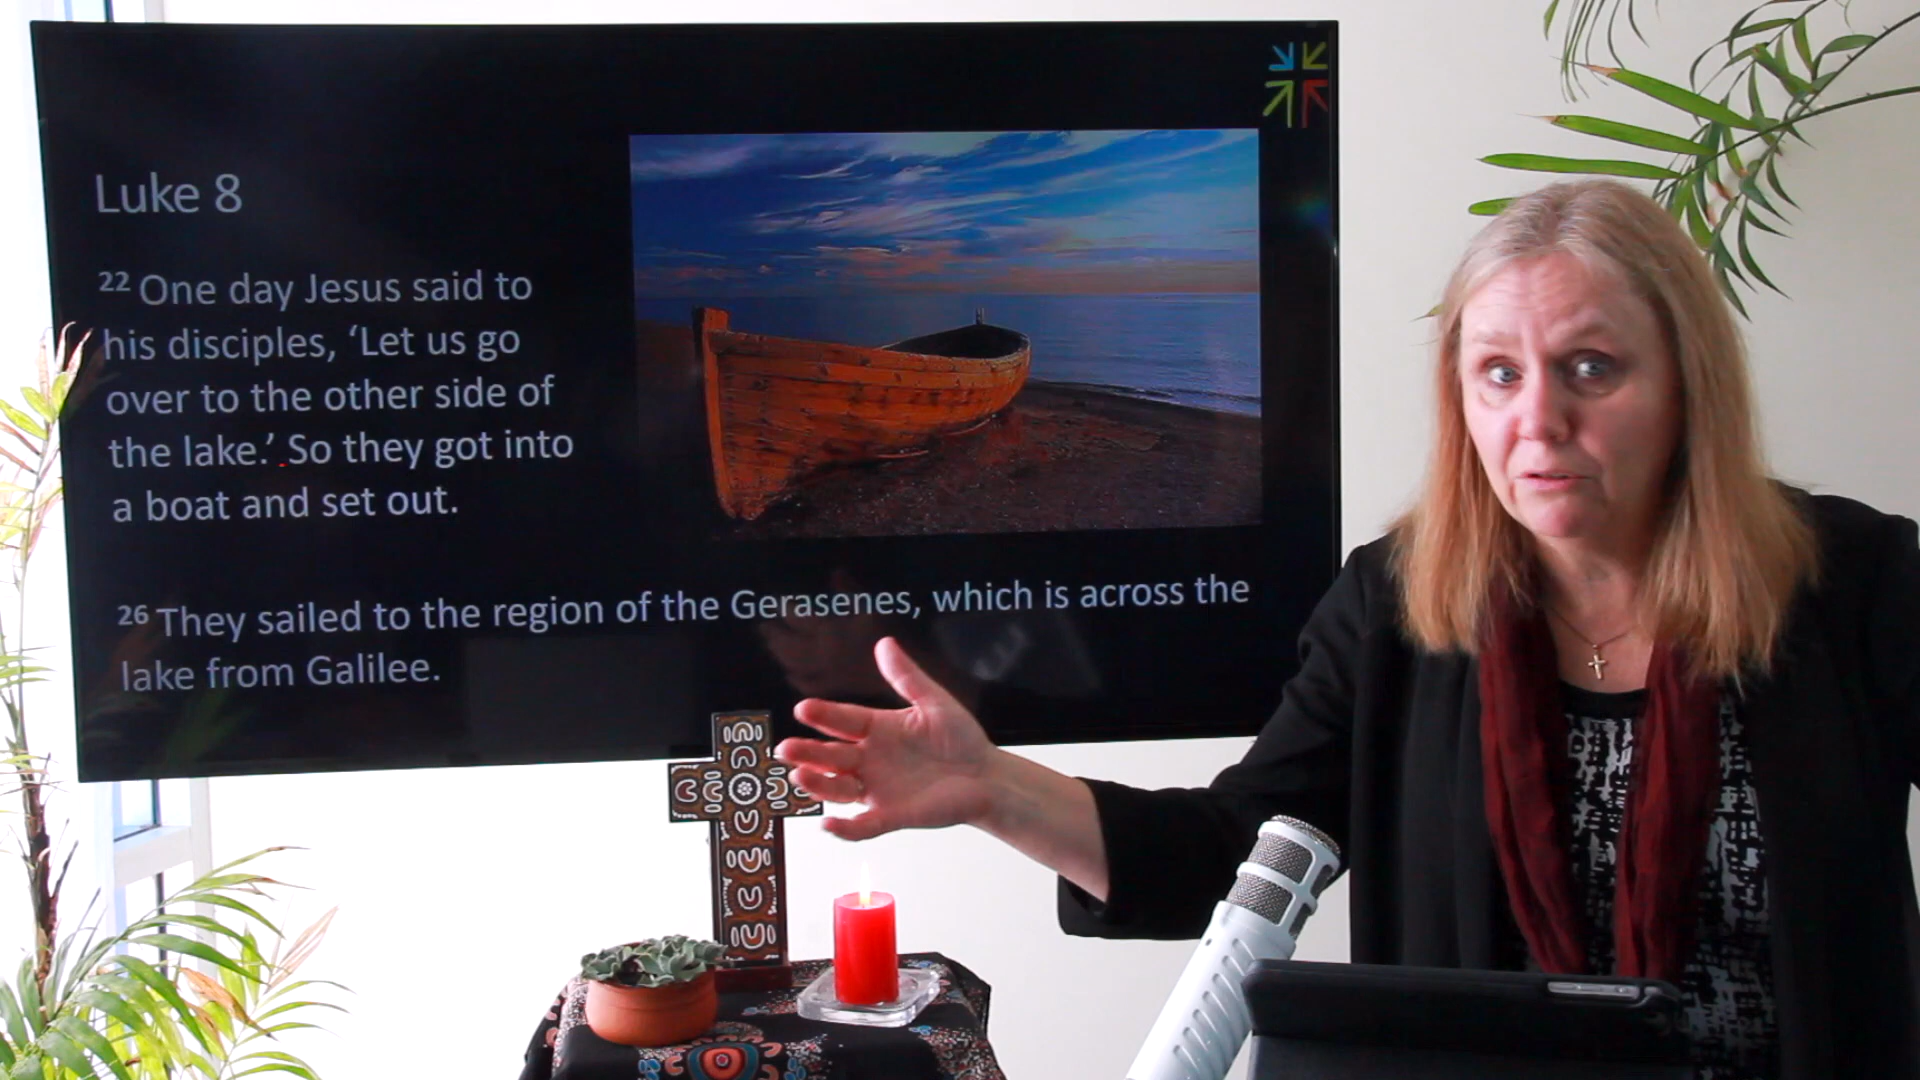 Luke 8
22 One day Jesus said to
his disciples, ‘Let us go
over to the other side of
the lake.’ So they got into
a boat and set out.
26 They sailed to the region of the Gerasenes, which is across the
lake from Galilee.